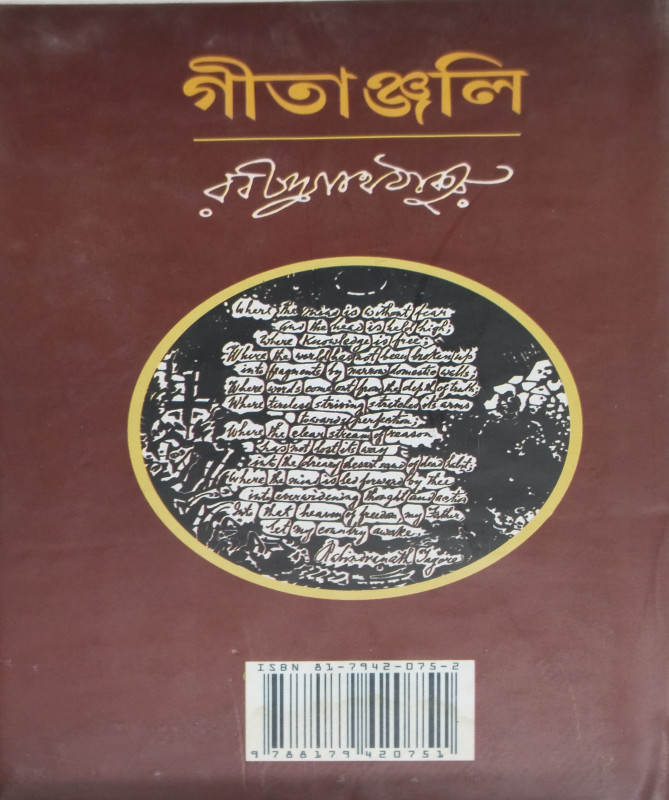 গীতাঞ্জলি
রবীন্দ্রনাথ ঠাকুর
Where the mind is without fear
and the head is held high;
Where knowledge is free;
Where the world has not been broken up
into fragments by narrow domestic walls;
Where words come out from the depth of truth;
Where tireless striving stretches its arms
towards perfection;
Where the clear stream of reason
has not lost its way
into the dreary desert sand of dead habit;
Where the mind is led forward by thee
into everwidening thought and action
Into that heaven of freedom, my Father,
let my country awake.
Rabindranath Tagore
ISBN 81-7942-075-2
9 788179 420751